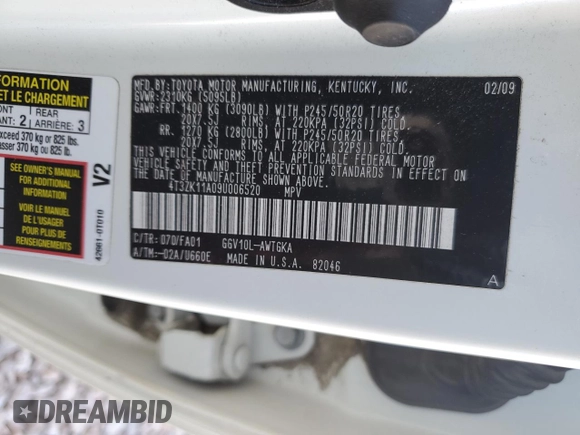 FORMATION
ET LE CHARGEMENT
ONT
ANT: 2
REAR
ARRIÈRE: 3
exceed 370 kg or 825 lbs.
asser 370 kg ou 825 lb.
SEE OWNER'S MANUAL
FOR ADDITIONAL
INFORMATION
VOIR LE MANUEL
DE L'USAGER
POUR PLUS DE
RENSEIGNEMENTS
V2
42661-0T010
MFD. BY: TOYOTA MOTOR MANUFACTURING, KENTUCKY, INC. 02/09
GVWR: 2310KG (5095LB)
GAWR: FRT. 1400 KG (3090LB) WITH P245/50R20 TIRES
20X7.5J RIMS, AT 220KPA (32PSI) COLD.
RR. 1270 KG (2800LB) WITH P245/50R20 TIRES
20X7.5J RIMS, AT 220KPA (32PSI) COLD.
THIS VEHICLE CONFORMS TO ALL APPLICABLE FEDERAL MOTOR
VEHICLE SAFETY AND THEFT PREVENTION STANDARDS IN EFFECT
ON THE DATE OF MANUFACTURE SHOWN ABOVE.
4T3ZK11A09U006520 MPV
C/TR: 070/FA01 GGV10L-AWTGKA
A/TM: -02A/U660E MADE IN U.S.A. 82046
A
DREAMBID